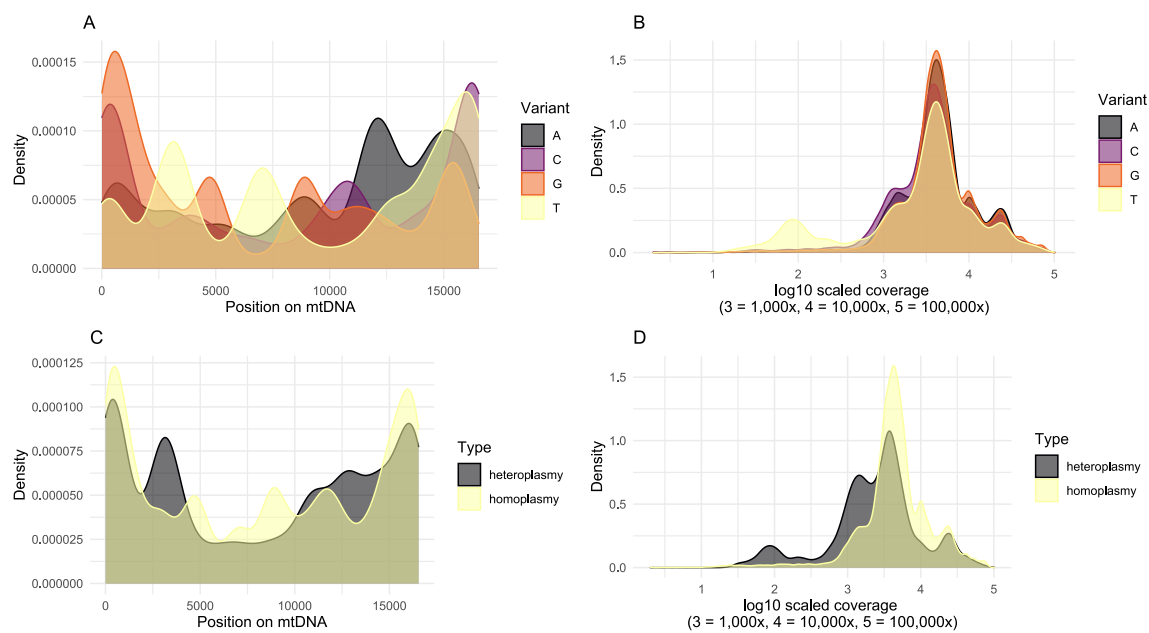 A
Density
0.00015
0.00010
0.00005
0.00000
0
5000
10000
15000
Position on mtDNA
Variant
A
C
G
T
B
Density
1.5
1.0
0.5
0.0
1
2
3
4
5
log10 scaled coverage
(3 = 1,000x, 4 = 10,000x, 5 = 100,000x)
Variant
A
C
G
T
C
Density
0.000125
0.000100
0.000075
0.000050
0.000025
0.000000
0
5000
10000
15000
Position on mtDNA
Type
heteroplasmy
homoplasmy
D
Density
1.5
1.0
0.5
0.0
1
2
3
4
5
log10 scaled coverage
(3 = 1,000x, 4 = 10,000x, 5 = 100,000x)
Type
heteroplasmy
homoplasmy